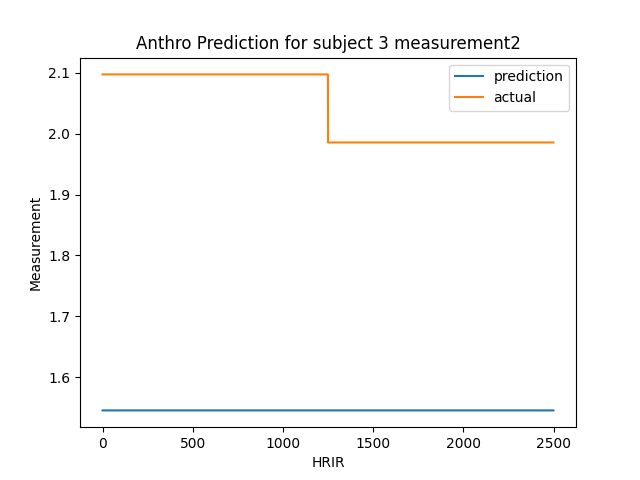 Anthro Prediction for subject 3 measurement2
prediction
actual
2.1
2.0
1.9
1.8
1.7
1.6
Measurement
0 500 1000 1500 2000 2500
HRIR